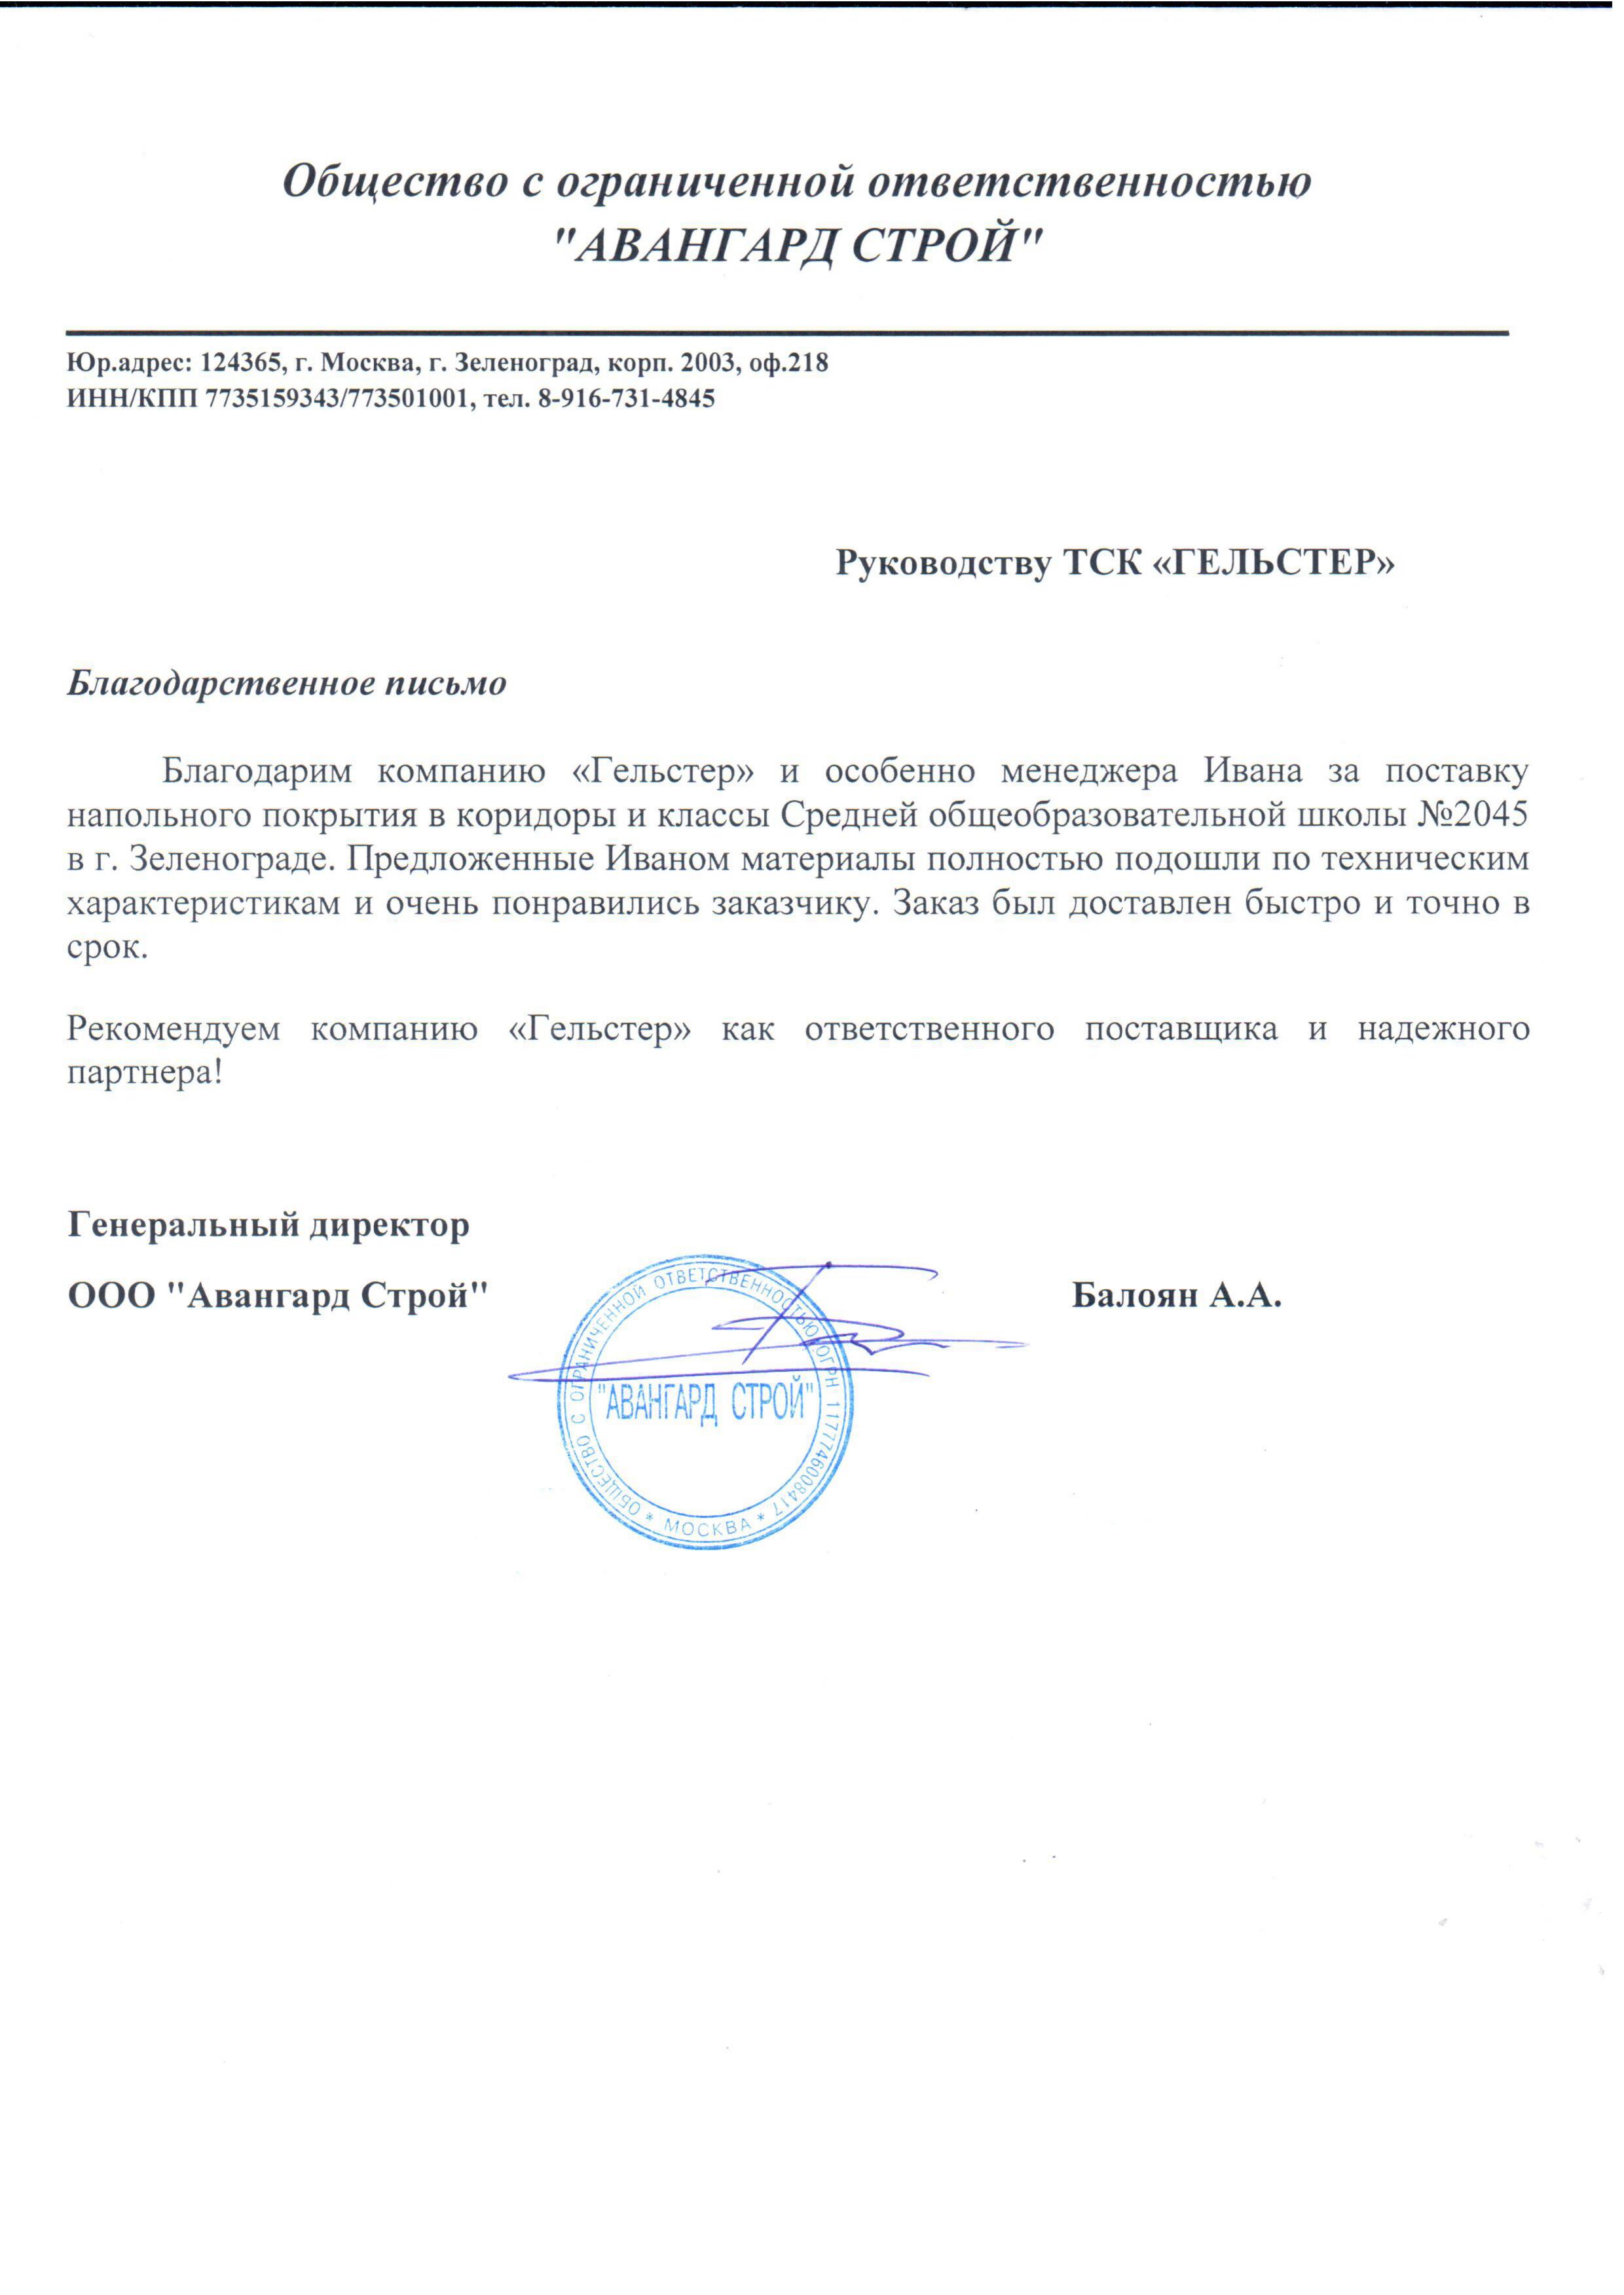 Общество с ограниченной ответственностью
"АВАНГАРД СТРОЙ"
Юр.адрес: 124365, г. Москва, г. Зеленоград, корп. 2003, оф.218
ИНН/КПП 7735159343/773501001, тел. 8-916-731-4845
Руководству ТСК «ГЕЛЬСТЕР»
Благодарственное письмо
Благодарим компанию «Гельстер» и особенно менеджера Ивана за поставку
напольного покрытия в коридоры и классы Средней общеобразовательной школы №2045
в г. Зеленограде. Предложенные Иваном материалы полностью подошли по техническим
характеристикам и очень понравились заказчику. Заказ был доставлен быстро и точно в
срок.
Рекомендуем компанию «Гельстер» как ответственного поставщика и надежного
партнера!
Генеральный директор
ООО "Авангард Строй"
Балоян А.А.
ОБЩЕСТВО С ОГРАНИЧЕННОЙ ОТВЕТСТВЕННОСТЬЮ ОГРН 1177746008417
"АВАНГАРД СТРОЙ"
* МОСКВА *